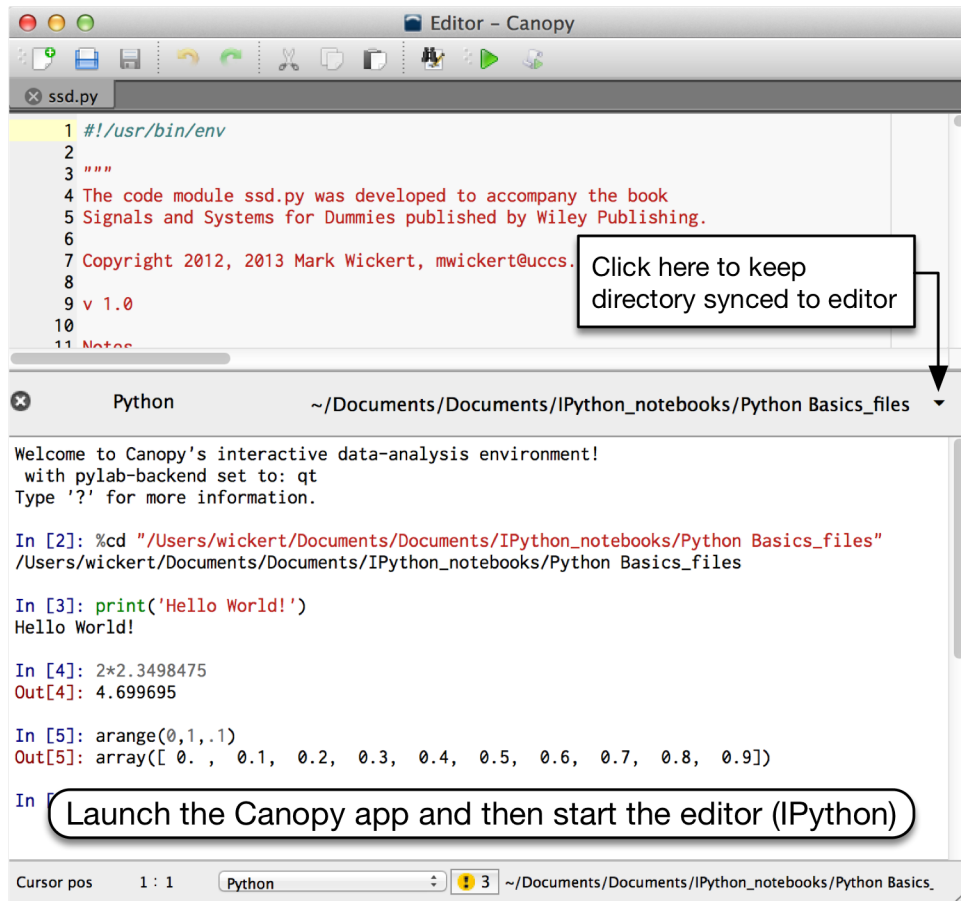 Editor – Canopy
ssd.py
1 #!/usr/bin/env
2
3 """
4 The code module ssd.py was developed to accompany the book
5 Signals and Systems for Dummies published by Wiley Publishing.
6
7 Copyright 2012, 2013 Mark Wickert, mwickert@uccs.
8
9 v 1.0
10
11 Notes
Click here to keep
directory synced to editor
Python ~/Documents/Documents/IPython_notebooks/Python Basics_files
Welcome to Canopy's interactive data-analysis environment!
with pylab-backend set to: qt
Type '?' for more information.
In [2]: %cd "/Users/wickert/Documents/Documents/IPython_notebooks/Python Basics_files"
/Users/wickert/Documents/Documents/IPython_notebooks/Python Basics_files
In [3]: print('Hello World!')
Hello World!
In [4]: 2*2.3498475
Out[4]: 4.699695
In [5]: arange(0,1,.1)
Out[5]: array([ 0. , 0.1, 0.2, 0.3, 0.4, 0.5, 0.6, 0.7, 0.8, 0.9])
In [
Launch the Canopy app and then start the editor (IPython)
Cursor pos 1 : 1 Python 3 ~/Documents/Documents/IPython_notebooks/Python Basics_